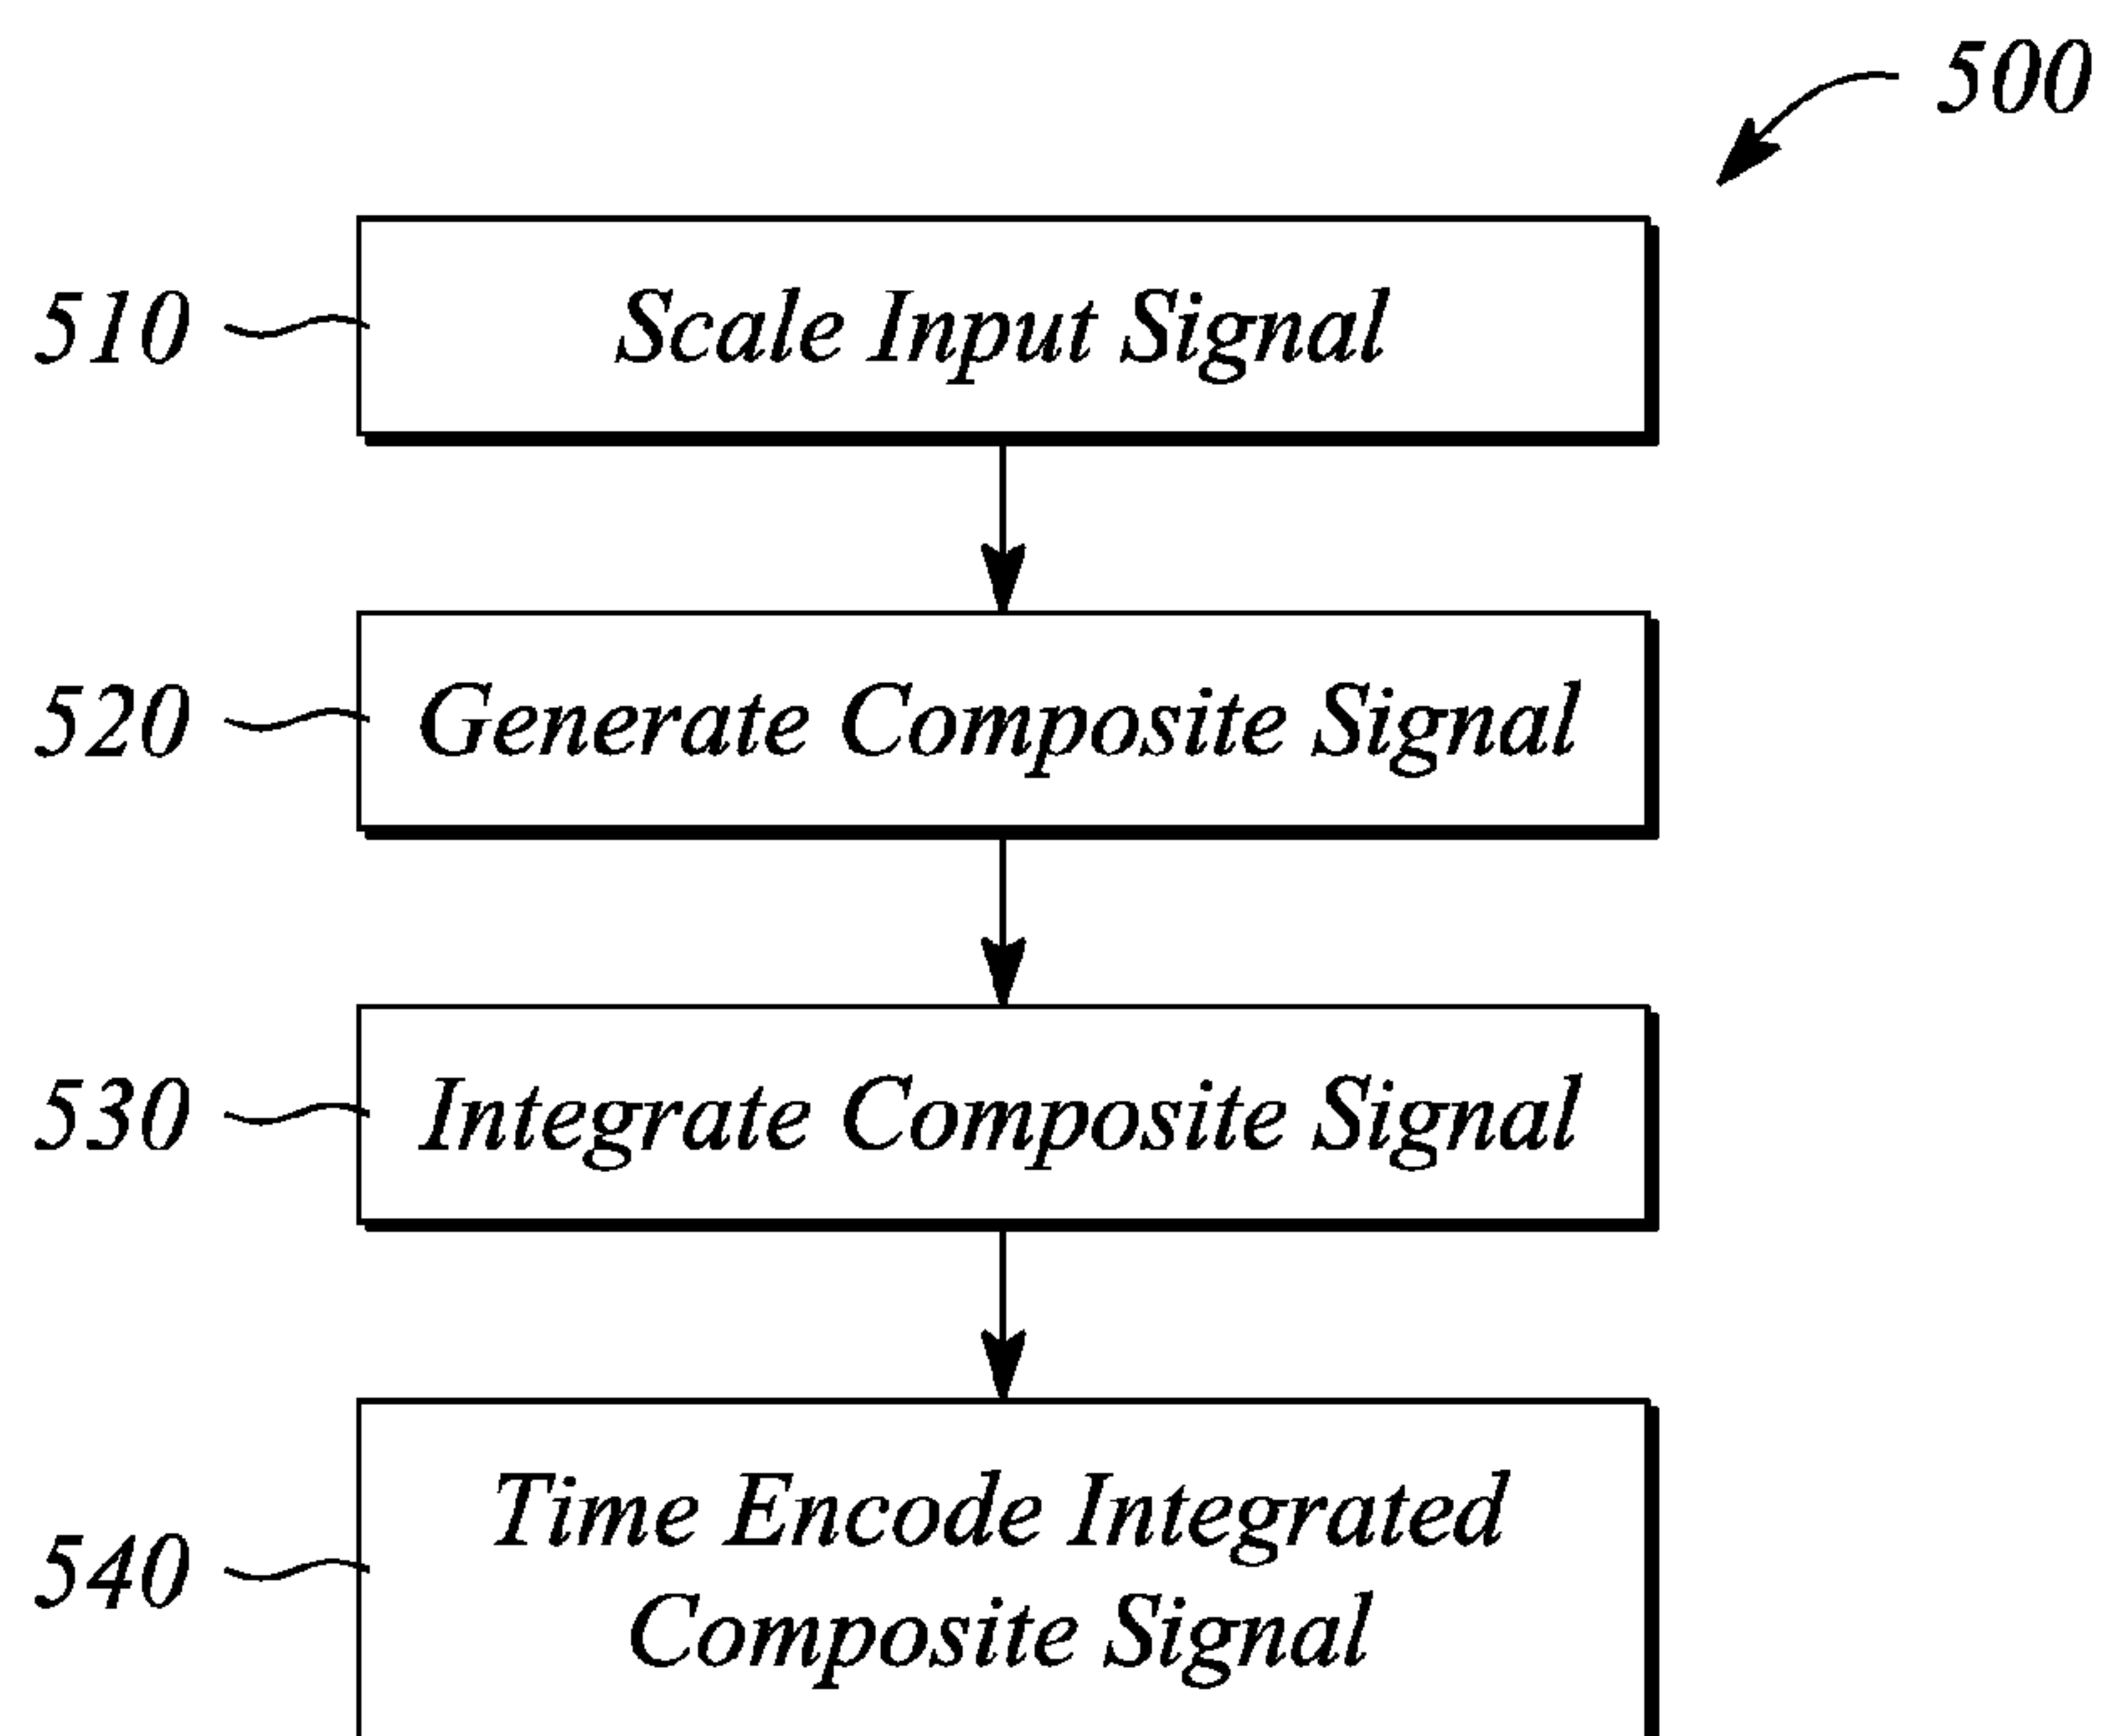 500
510
Scale Input Signal
520
Generate Composite Signal
530
Integrate Composite Signal
540
Time Encode Integrated
Composite Signal